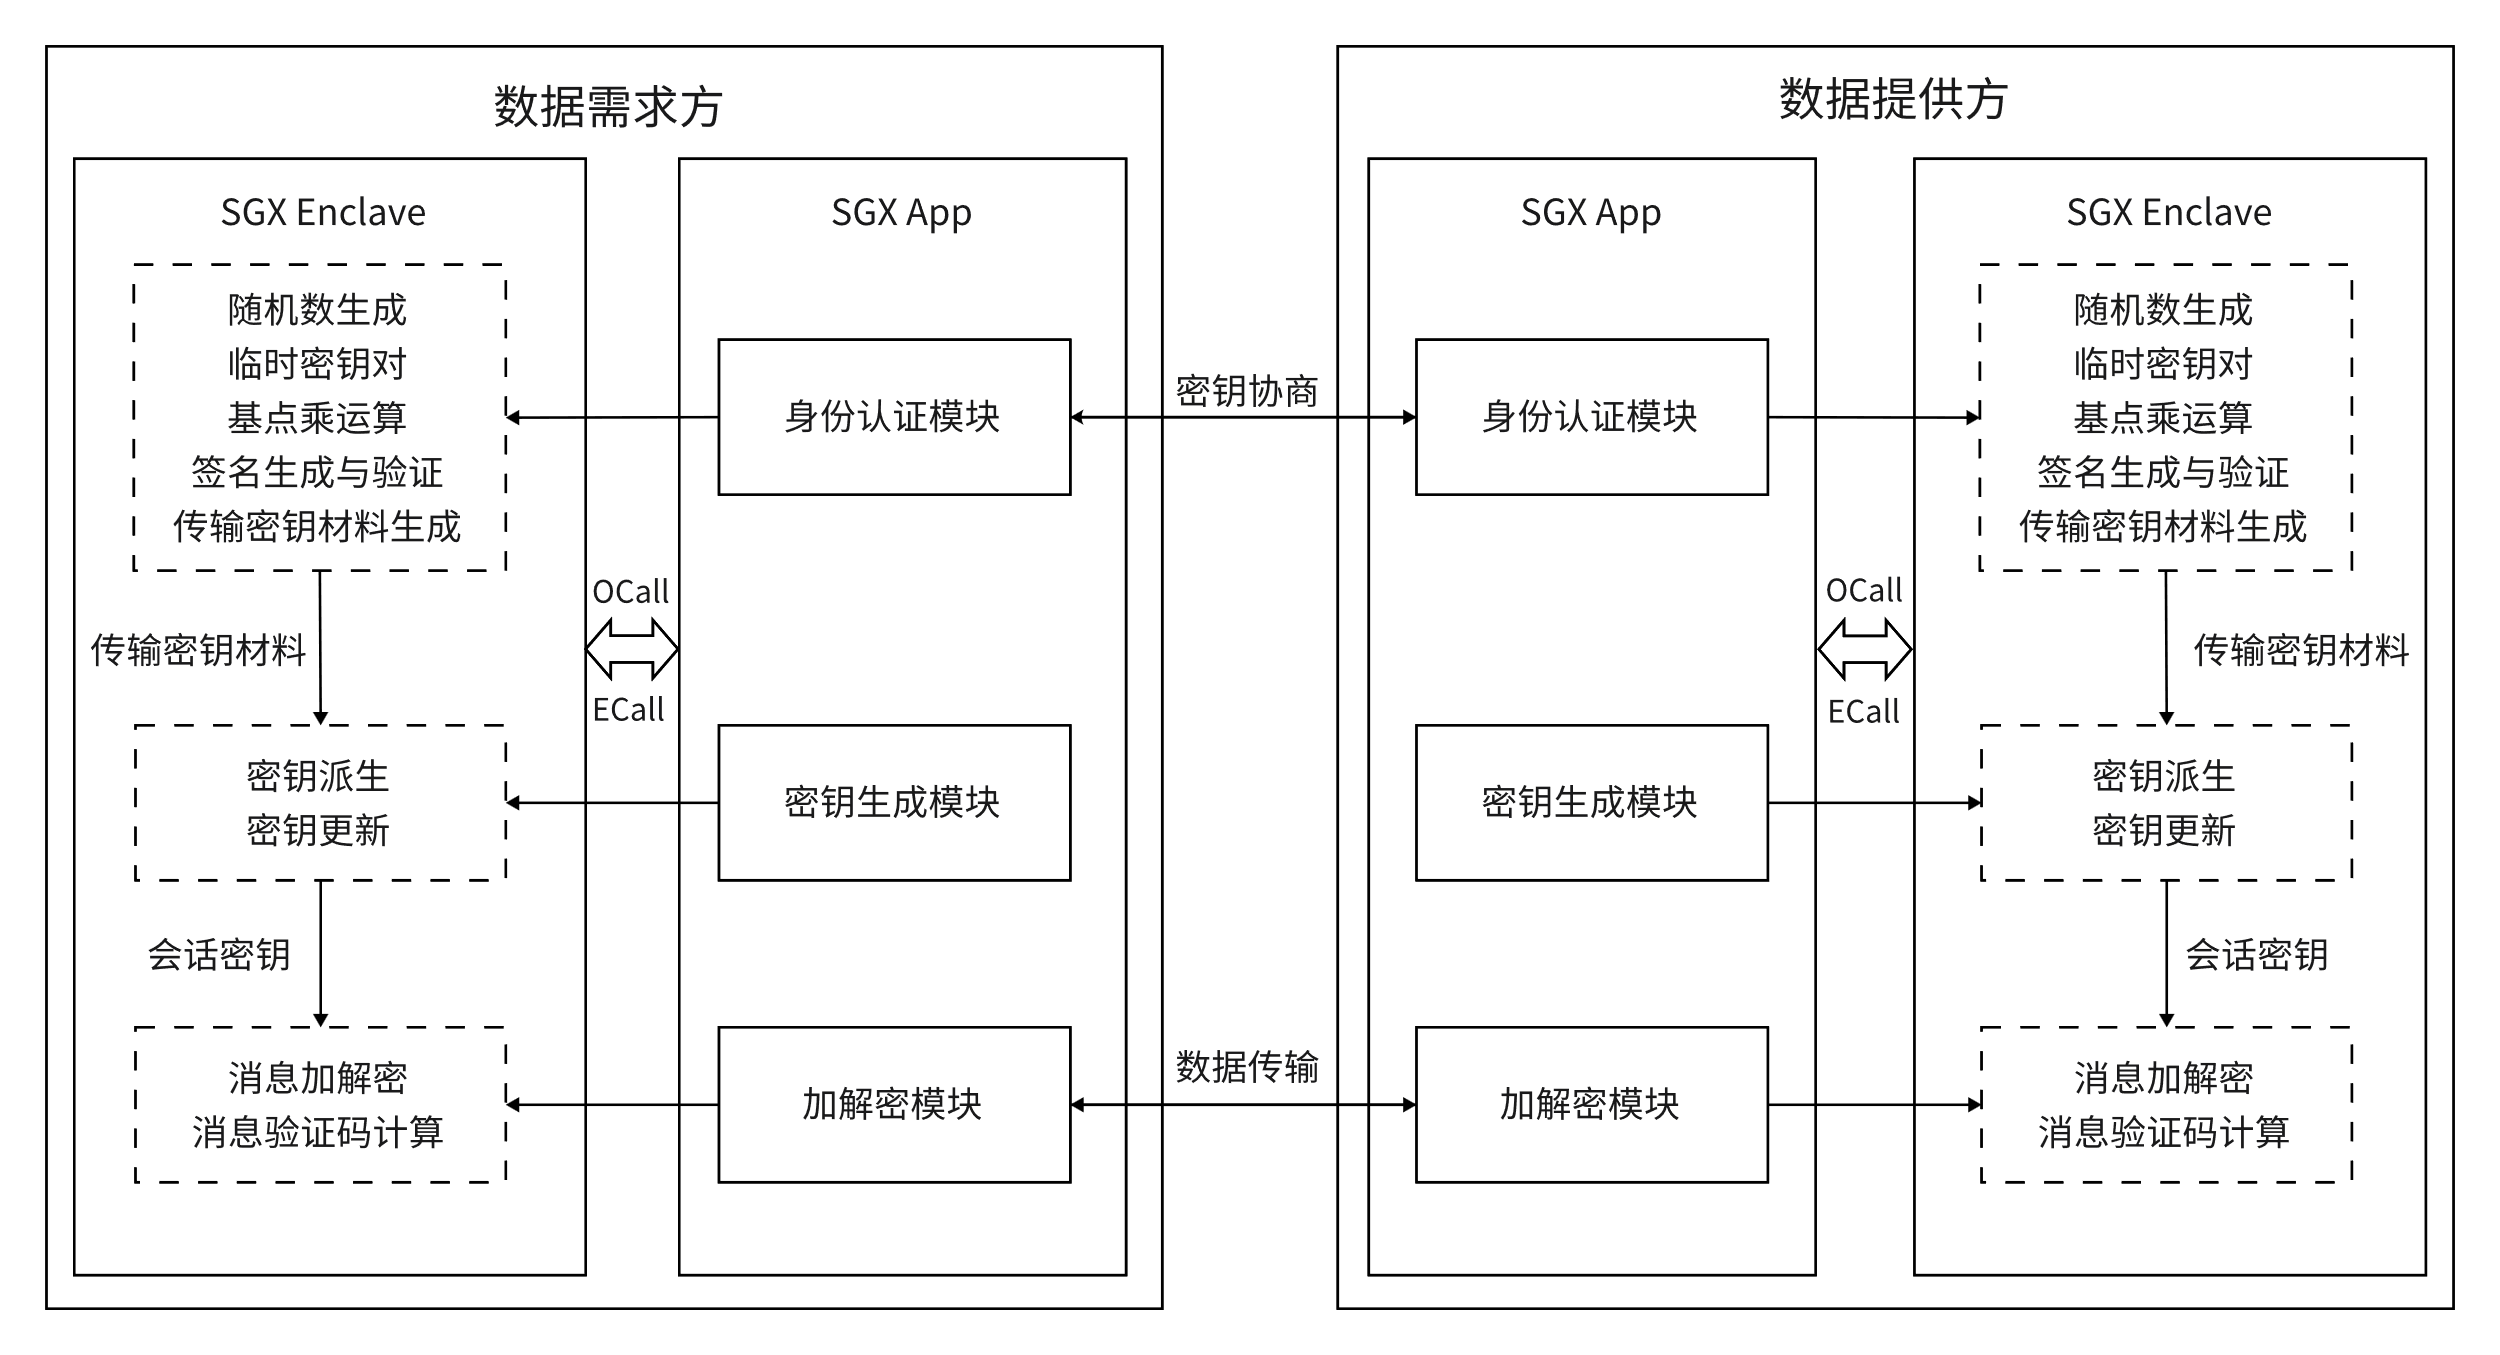 数据需求方
SGX Enclave
随机数生成
临时密钥对
基点乘运算
签名生成与验证
传输密钥材料生成
传输密钥材料
密钥派生
密钥更新
会话密钥
消息加解密
消息验证码计算
OCall
ECall
SGX App
身份认证模块
密钥生成模块
加解密模块
密钥协商
数据传输
数据提供方
SGX App
身份认证模块
密钥生成模块
加解密模块
OCall
ECall
SGX Enclave
随机数生成
临时密钥对
基点乘运算
签名生成与验证
传输密钥材料生成
传输密钥材料
密钥派生
密钥更新
会话密钥
消息加解密
消息验证码计算